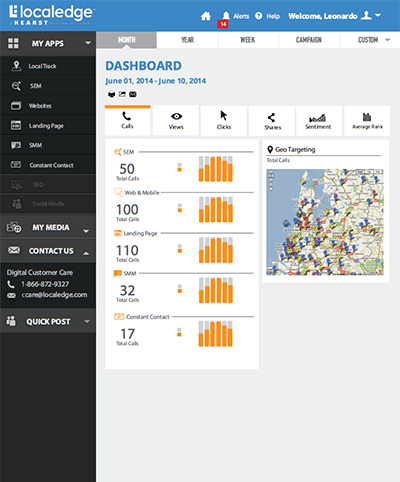 localedge
HEARST
14
Alerts
Help
Welcome, Leonardo
MY APPS
MONTH
YEAR
WEEK
CAMPAIGN
CUSTOM
Local Track
SEM
Websites
Landing Page
SMM
Constant Contact
SEO
Social Media
MY MEDIA
CONTACT US
Digital Customer Care
1-866-872-9327
ccare@localedge.com
QUICK POST
DASHBOARD
June 01, 2014 - June 10, 2014
Calls
Views
Clicks
Shares
Sentiment
Average Rank
SEM
50
Total Calls
Web & Mobile
100
Total Calls
Landing Page
110
Total Calls
SMM
32
Total Calls
Constant Contact
17
Total Calls
Geo Targeting
Total Calls